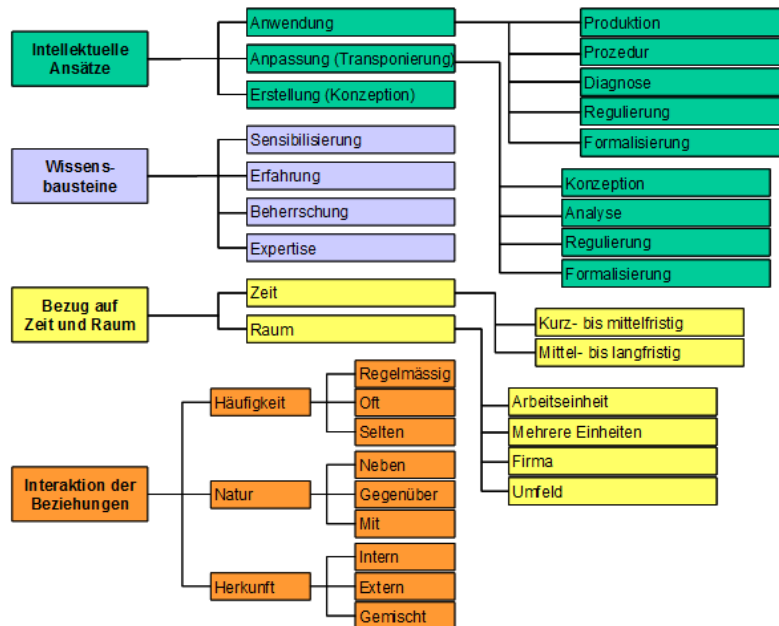 Intellektuelle
Ansätze
Anwendung
Anpassung (Transponierung)
Erstellung (Konzeption)
Produktion
Prozedur
Diagnose
Regulierung
Formalisierung
Konzeption
Analyse
Regulierung
Formalisierung
Wissens-
bausteine
Sensibilisierung
Erfahrung
Beherrschung
Expertise
Bezug auf
Zeit und Raum
Zeit
Raum
Kurz- bis mittelfristig
Mittel- bis langfristig
Arbeitseinheit
Mehrere Einheiten
Firma
Umfeld
Interaktion der
Beziehungen
Häufigkeit
Regelmässig
Oft
Selten
Natur
Neben
Gegenüber
Mit
Herkunft
Intern
Extern
Gemischt